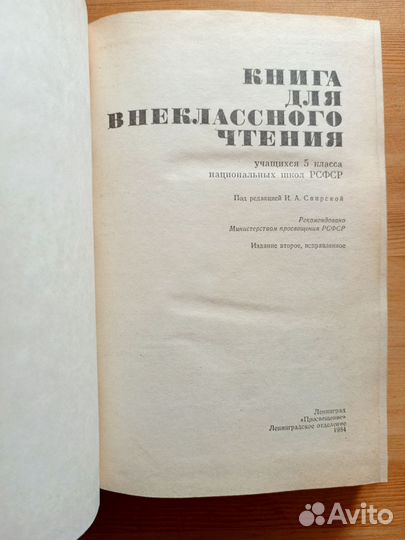 КНИГА
ДЛЯ
ВНЕКЛАССНОГО
ЧТЕНИЯ
учащихся 5 класса
национальных школ РСФСР
Под редакцией И. А. Свирской
Рекомендовано
Министерством просвещения РСФСР
Издание второе, исправленное
Ленинград
«Просвещение»
Ленинградское отделение
1984
Avito